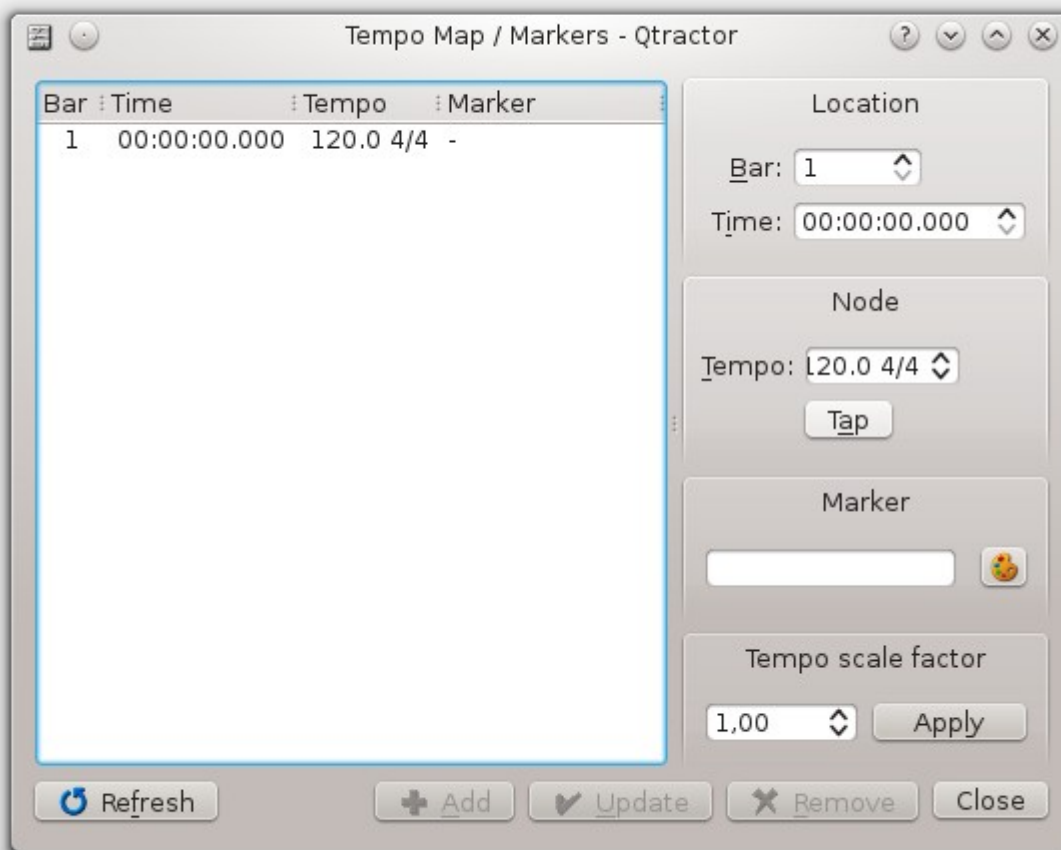 Tempo Map / Markers - Qtractor
Bar Time Tempo Marker
1 00:00:00.000 120.0 4/4 -
Location
Bar: 1
Time: 00:00:00.000
Node
Tempo: 120.0 4/4
Tap
Marker
Tempo scale factor
1,00 Apply
Refresh Add Update Remove Close